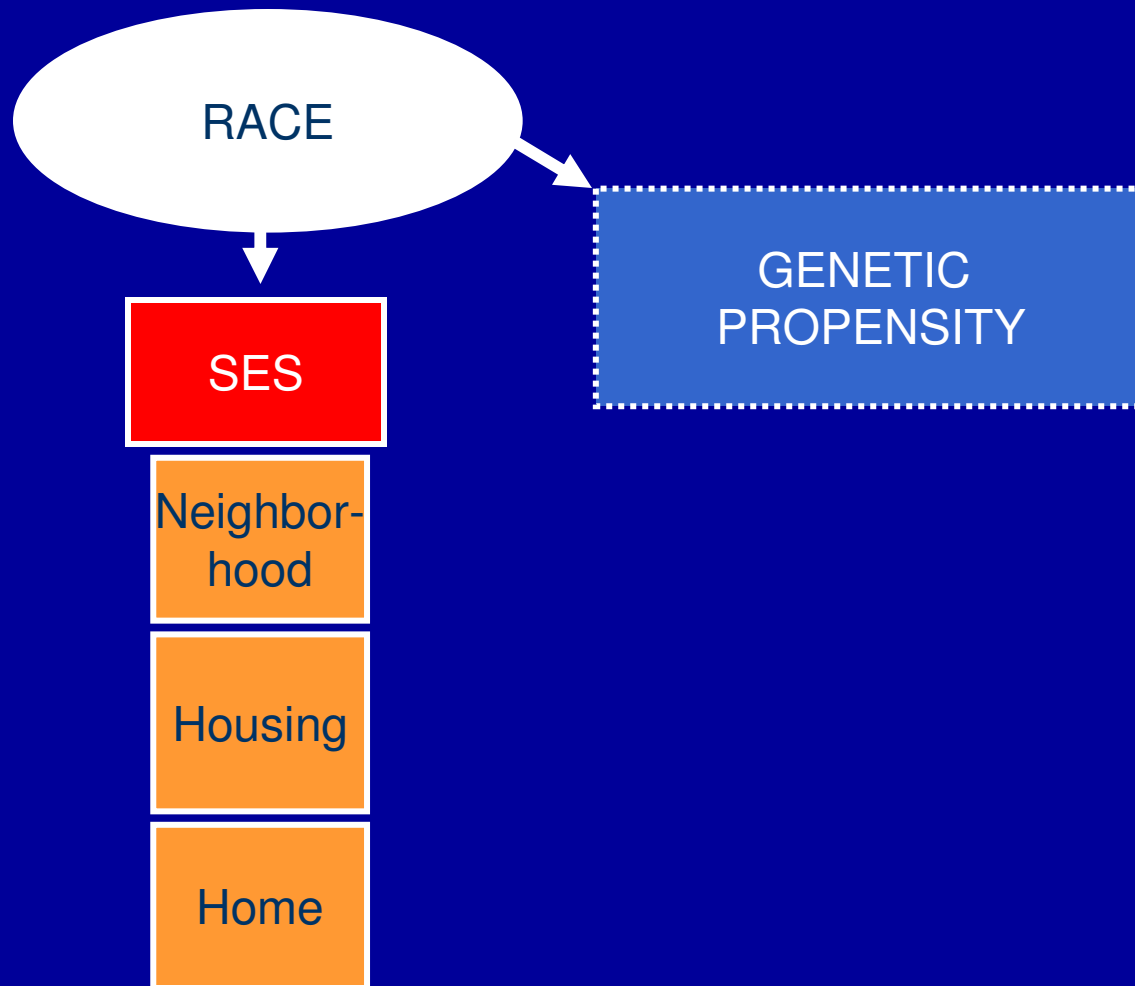 RACE
GENETIC
PROPENSITY
SES
Neighbor-
hood
Housing
Home